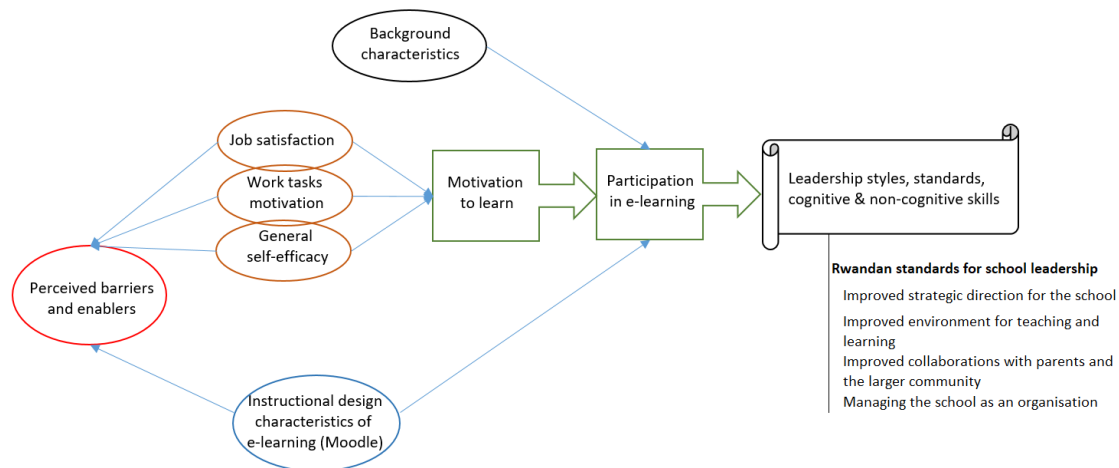 Background
characteristics
Job satisfaction
Work tasks
motivation
General
self-efficacy
Motivation
to learn
Participation
in e-learning
Leadership styles, standards,
cognitive & non-cognitive skills
Perceived barriers
and enablers
Instructional design
characteristics of
e-learning (Moodle)
Rwandan standards for school leadership
Improved strategic direction for the school
Improved environment for teaching and
learning
Improved collaborations with parents and
the larger community
Managing the school as an organisation